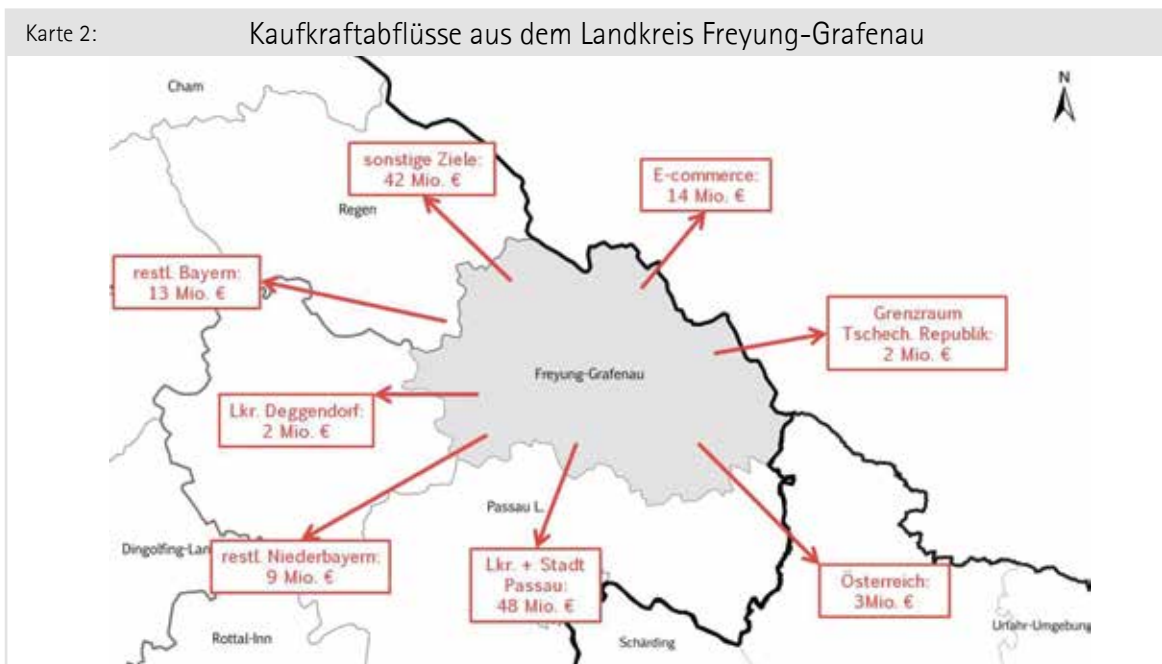 Karte 2:
Kaufkraftabflüsse aus dem Landkreis Freyung-Grafenau
Cham
N
sonstige Ziele:
42 Mio. €
E-commerce:
14 Mio. €
Regen
restl. Bayern:
13 Mio. €
Grenzraum
Tschech. Republik:
2 Mio. €
Freyung-Grafenau
Lkr. Deggendorf:
2 Mio. €
Passau L.
Dingolfing-Lan
restl. Niederbayern:
9 Mio. €
Lkr. + Stadt
Passau:
48 Mio. €
Österreich:
3Mio. €
Urfahr-Umgebung
Rottal-Inn
Schärding